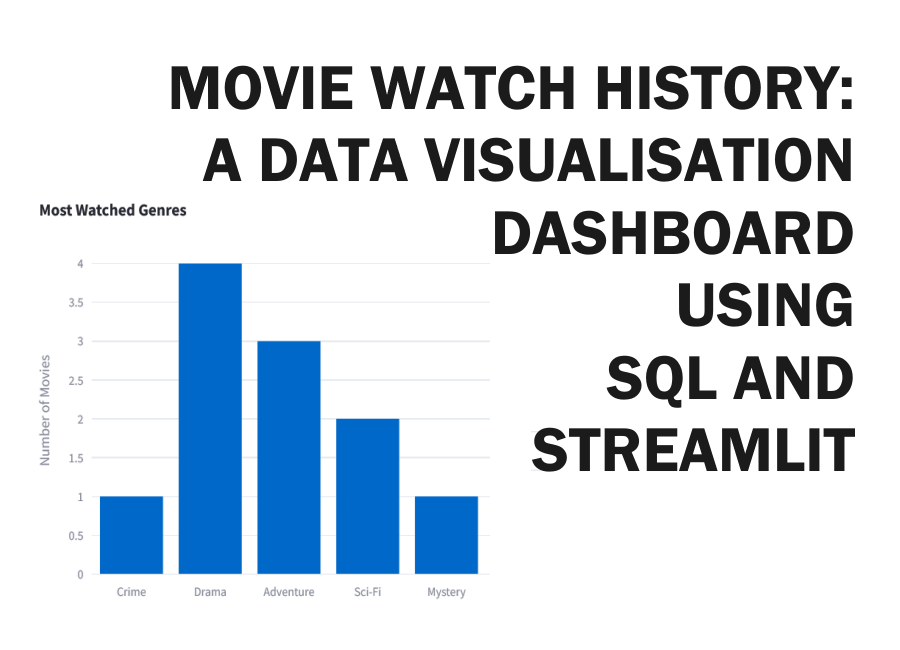 MOVIE WATCH HISTORY:
A DATA VISUALISATION
DASHBOARD
USING
SQL AND
STREAMLIT
Most Watched Genres
Number of Movies
4
3.5
3
2.5
2
1.5
1
0.5
0
Crime Drama Adventure Sci-Fi Mystery